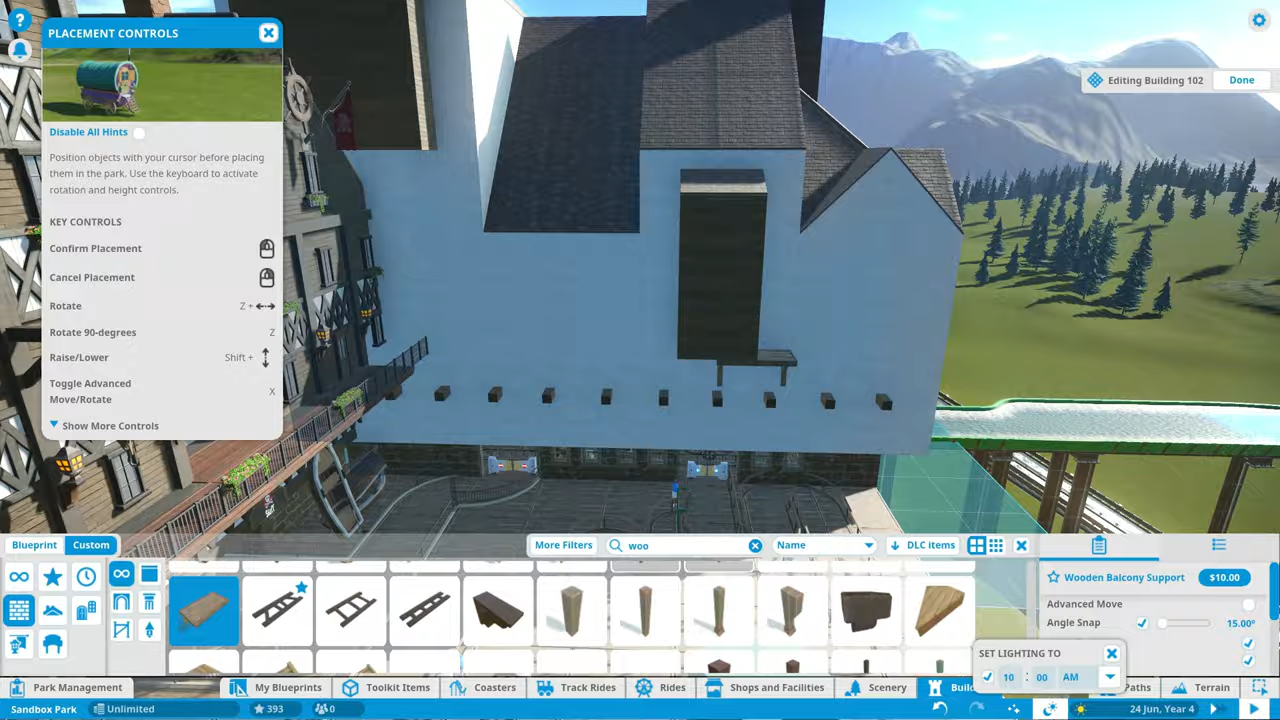 ?
PLACEMENT CONTROLS
Disable All Hints
Position objects with your cursor before placing
them in the park. Use the keyboard to activate
rotation and height controls.
KEY CONTROLS
Confirm Placement
Cancel Placement
Rotate Z +
Rotate 90-degrees Z
Raise/Lower Shift +
Toggle Advanced
Move/Rotate X
Show More Controls
Editing Building 102 Done
Blueprint Custom More Filters woo Name DLC items
Wooden Balcony Support $10.00
Advanced Move
Angle Snap 15.00°
SET LIGHTING TO
10 : 00 AM
Park Management My Blueprints Toolkit Items Coasters Track Rides Rides Shops and Facilities Scenery Paths Terrain
Sandbox Park Unlimited 393 0 24 Jun, Year 4